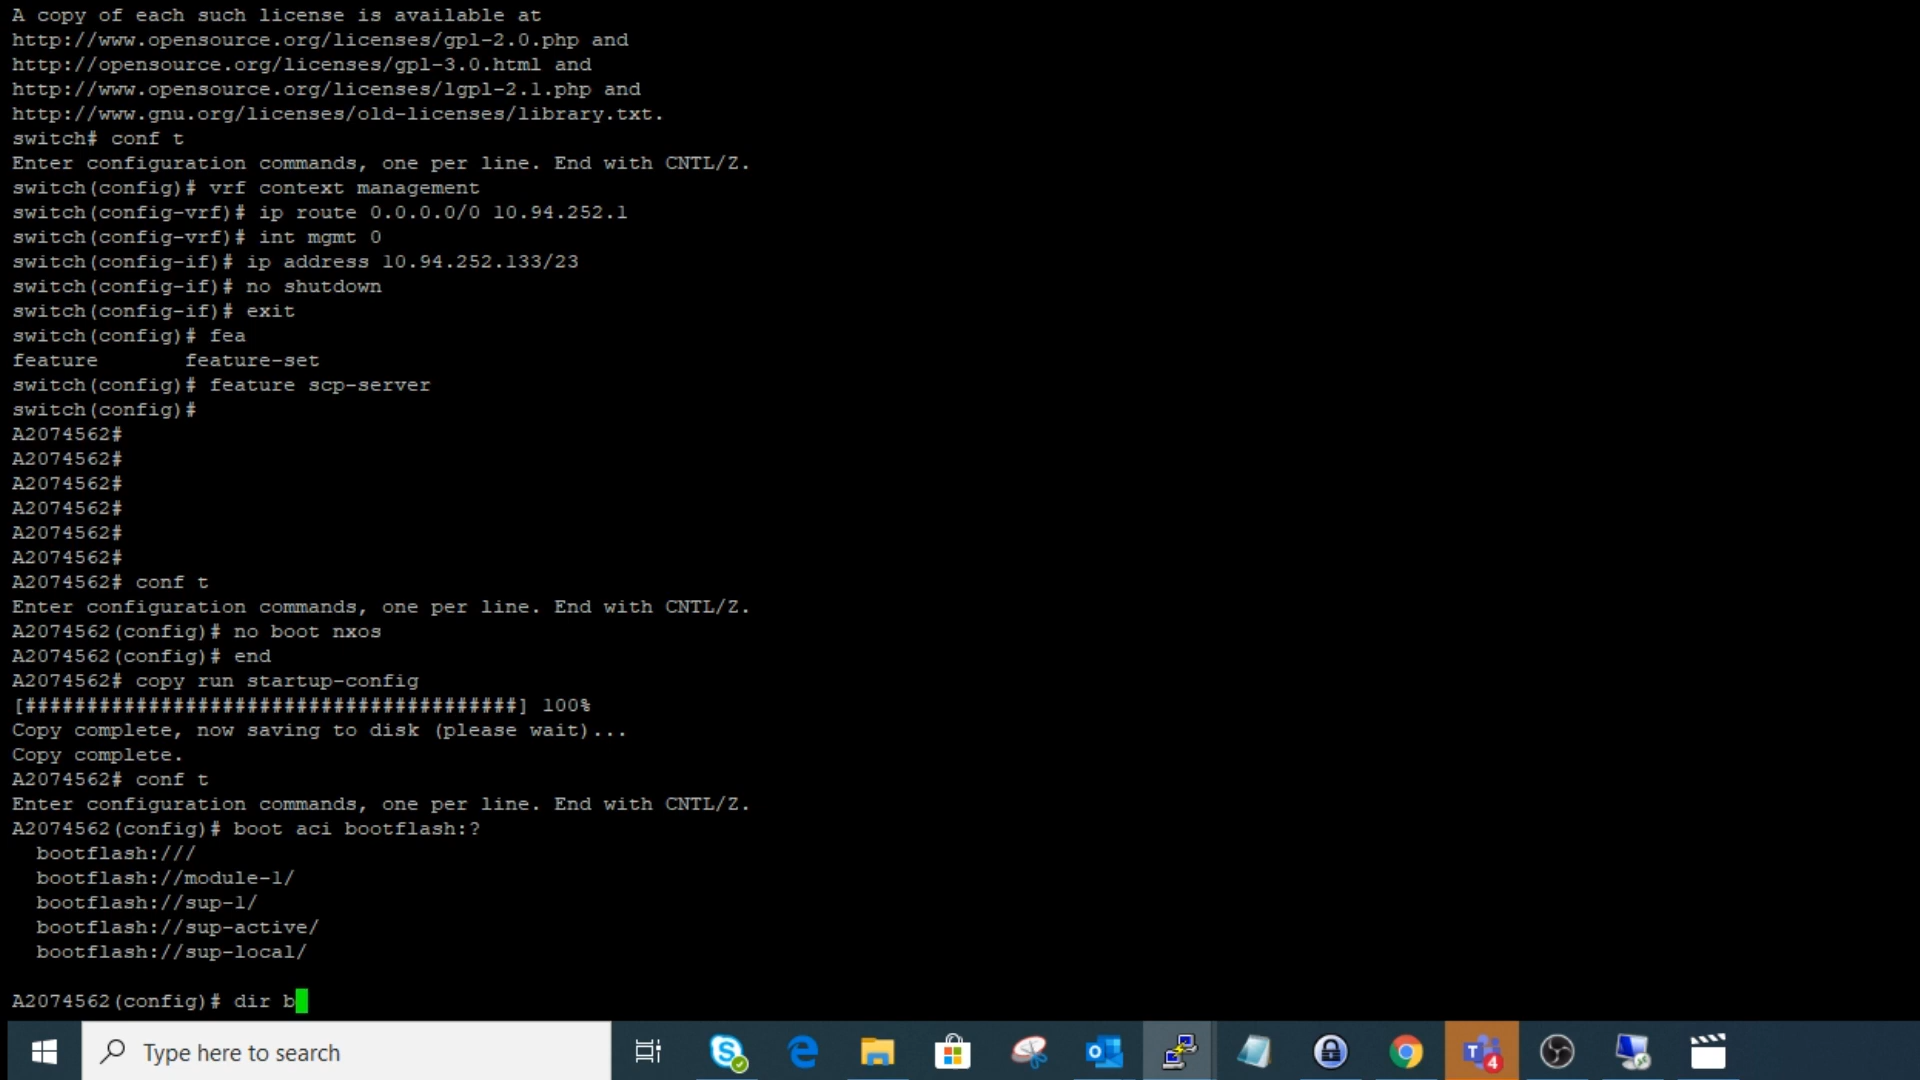 A copy of each such license is available at
http://www.opensource.org/licenses/gpl-2.0.php and
http://opensource.org/licenses/gpl-3.0.html and
http://www.opensource.org/licenses/lgpl-2.1.php and
http://www.gnu.org/licenses/old-licenses/library.txt.
switch# conf t
Enter configuration commands, one per line. End with CNTL/Z.
switch(config)# vrf context management
switch(config-vrf)# ip route 0.0.0.0/0 10.94.252.1
switch(config-vrf)# int mgmt 0
switch(config-if)# ip address 10.94.252.133/23
switch(config-if)# no shutdown
switch(config-if)# exit
switch(config)# fea
feature       feature-set
switch(config)# feature scp-server
switch(config)#
A2074562#
A2074562#
A2074562#
A2074562#
A2074562#
A2074562#
A2074562# conf t
Enter configuration commands, one per line. End with CNTL/Z.
A2074562(config)# no boot nxos
A2074562(config)# end
A2074562# copy run startup-config
[########################################] 100%
Copy complete, now saving to disk (please wait)...
Copy complete.
A2074562# conf t
Enter configuration commands, one per line. End with CNTL/Z.
A2074562(config)# boot aci bootflash:?
  bootflash:///
  bootflash://module-1/
  bootflash://sup-1/
  bootflash://sup-active/
  bootflash://sup-local/
A2074562(config)# dir b
Type here to search
4